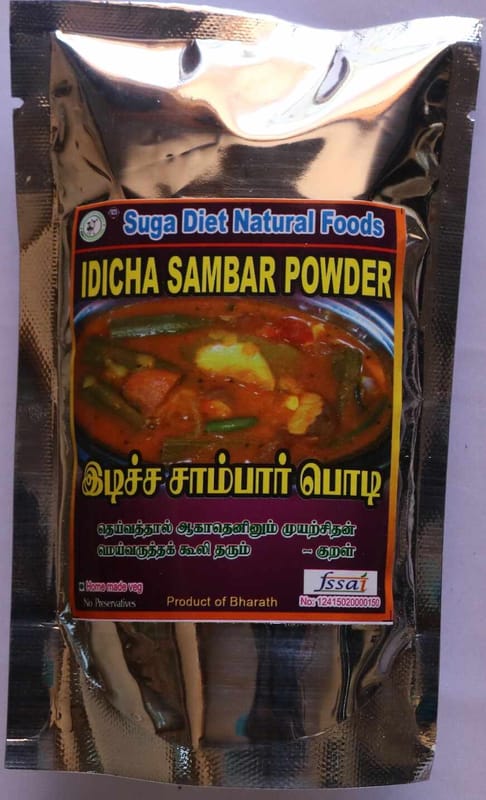 Suga Diet Natural Foods
IDICHA SAMBAR POWDER
இடிச்ச சாம்பார் பொடி
தெய்வத்தால் ஆகாதெனினும் முயற்சிதன்
மெய்வருத்தக் கூலி தரும் – குறள்
Home made veg
fssai
No Preservatives
Product of Bharath
No: 12415020000150